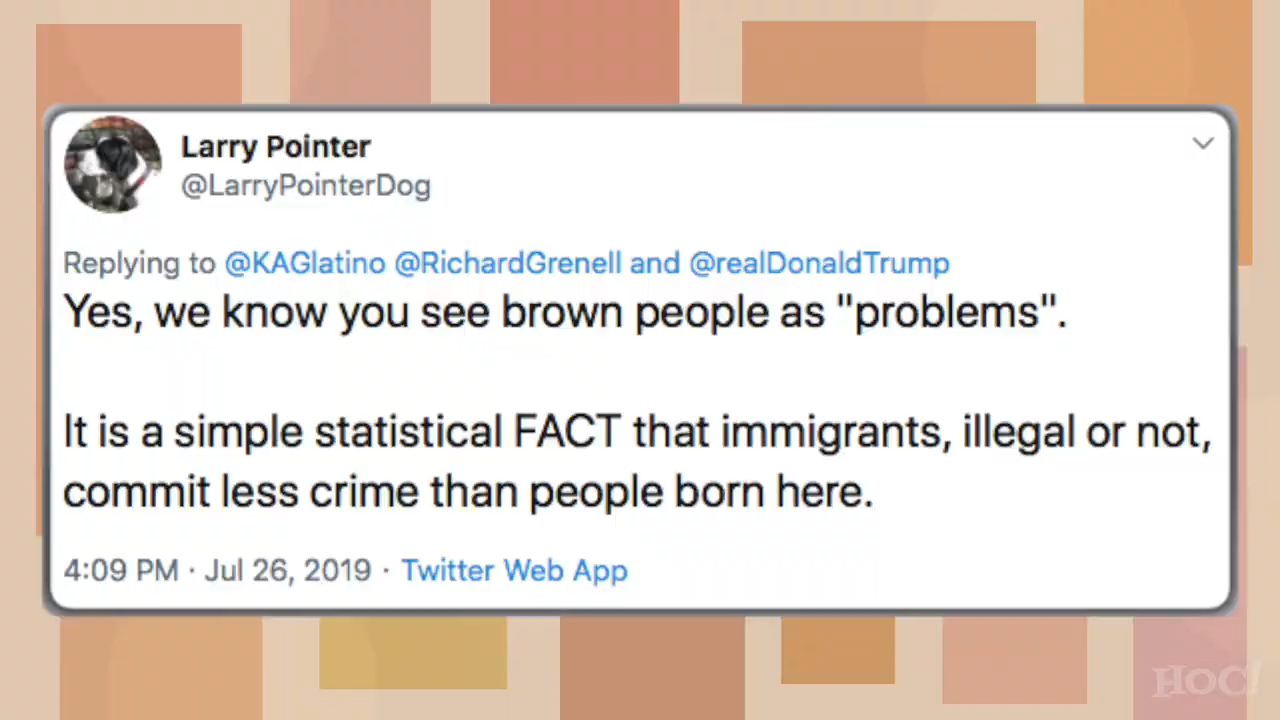 Larry Pointer
@LarryPointerDog
Replying to @KAGlatino @RichardGrenell and @realDonaldTrump
Yes, we know you see brown people as "problems".
It is a simple statistical FACT that immigrants, illegal or not,
commit less crime than people born here.
4:09 PM · Jul 26, 2019 · Twitter Web App
HOC!